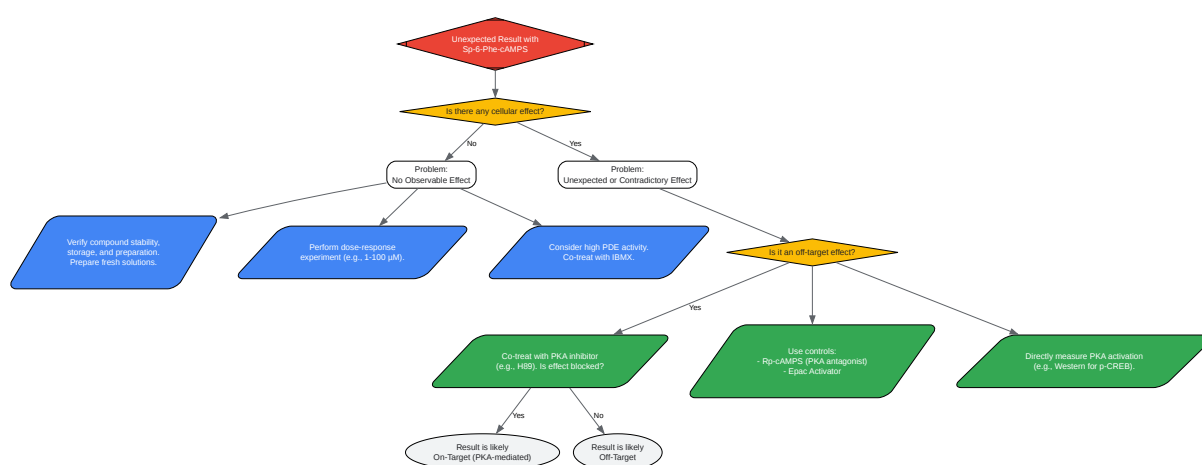 Unexpected Result with
Sp-6-Phe-cAMPS
Is there any cellular effect?
No
Yes
Problem:
No Observable Effect
Problem:
Unexpected or Contradictory Effect
Verify compound stability,
storage, and preparation.
Prepare fresh solutions.
Perform dose-response
experiment (e.g., 1-100 µM).
Consider high PDE activity.
Co-treat with IBMX.
Is it an off-target effect?
Yes
Co-treat with PKA inhibitor
(e.g., H89). Is effect blocked?
Use controls:
- Rp-cAMPS (PKA antagonist)
- Epac Activator
Directly measure PKA activation
(e.g., Western for p-CREB).
Yes
No
Result is likely
On-Target (PKA-mediated)
Result is likely
Off-Target